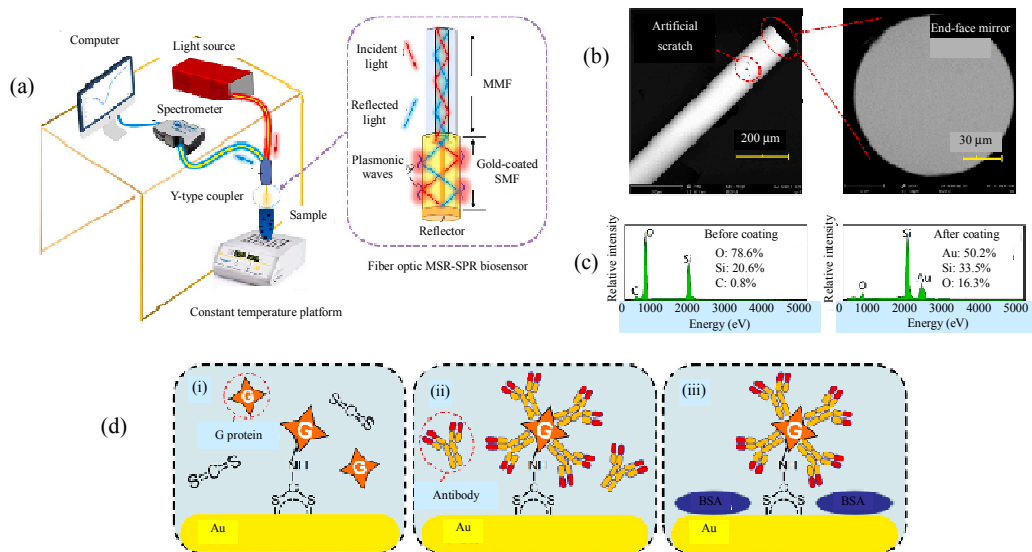 (a)
Computer
Light source
Spectrometer
Y-type coupler
Sample
Constant temperature platform
Incident
light
Reflected
light
Plasmonic
waves
MMF
Gold-coated
SMF
Reflector
Fiber optic MSR-SPR biosensor
(b)
Artificial
scratch
200 μm
End-face mirror
30 μm
(c)
Relative intensity
C
O
Si
Before coating
O: 78.6%
Si: 20.6%
C: 0.8%
0 1000 2000 3000 4000 5000
Energy (eV)
Relative intensity
O
Si
Au
After coating
Au: 50.2%
Si: 33.5%
O: 16.3%
0 1000 2000 3000 4000 5000
Energy (eV)
(d)
(i)
G
G protein
G
G
S C S
S C S
NH
C
S S
Au
(ii)
G
Antibody
NH
C
S S
Au
(iii)
G
NH
C
S S
BSA
BSA
Au